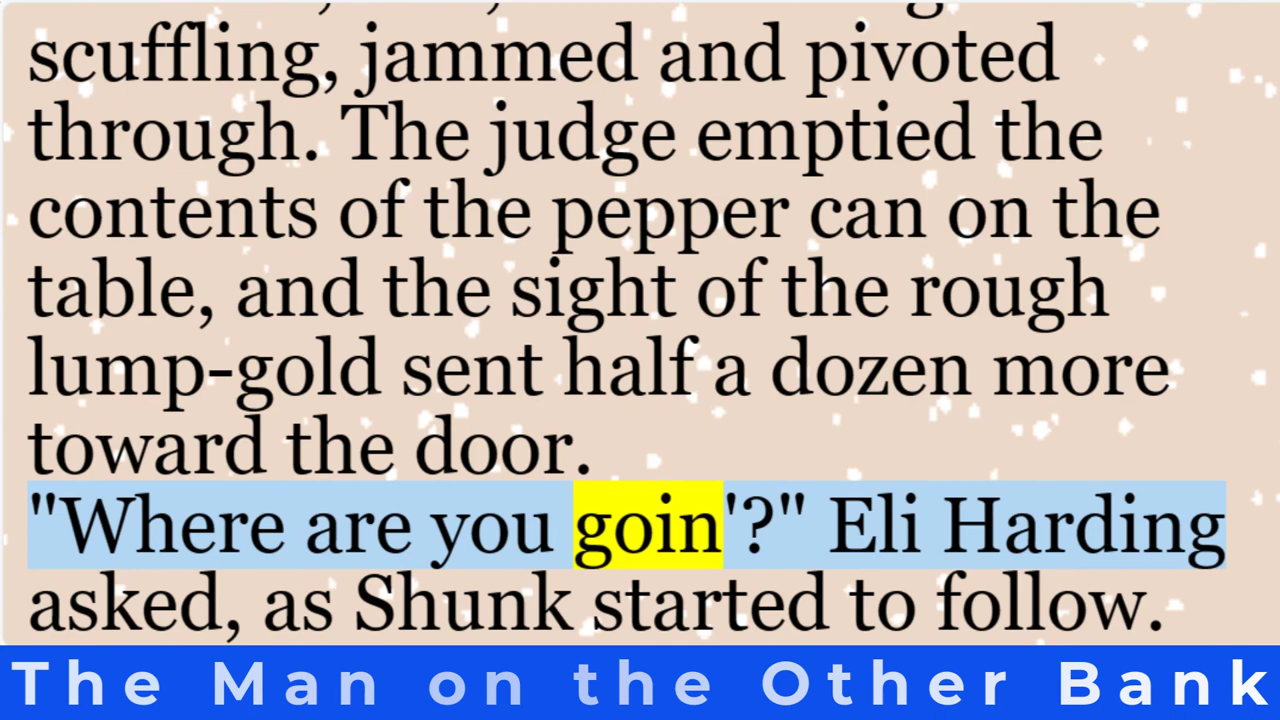 scuffling, jammed and pivoted
through. The judge emptied the
contents of the pepper can on the
table, and the sight of the rough
lump-gold sent half a dozen more
toward the door.
"Where are you goin'?" Eli Harding
asked, as Shunk started to follow.
The Man on the Other Bank